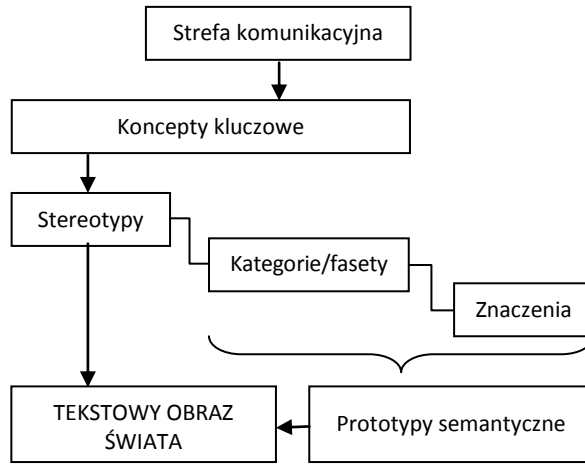 Strefa komunikacyjna
Koncepty kluczowe
Stereotypy
Kategorie/fasety
Znaczenia
TEKSTOWY OBRAZ
ŚWIATA
Prototypy semantyczne